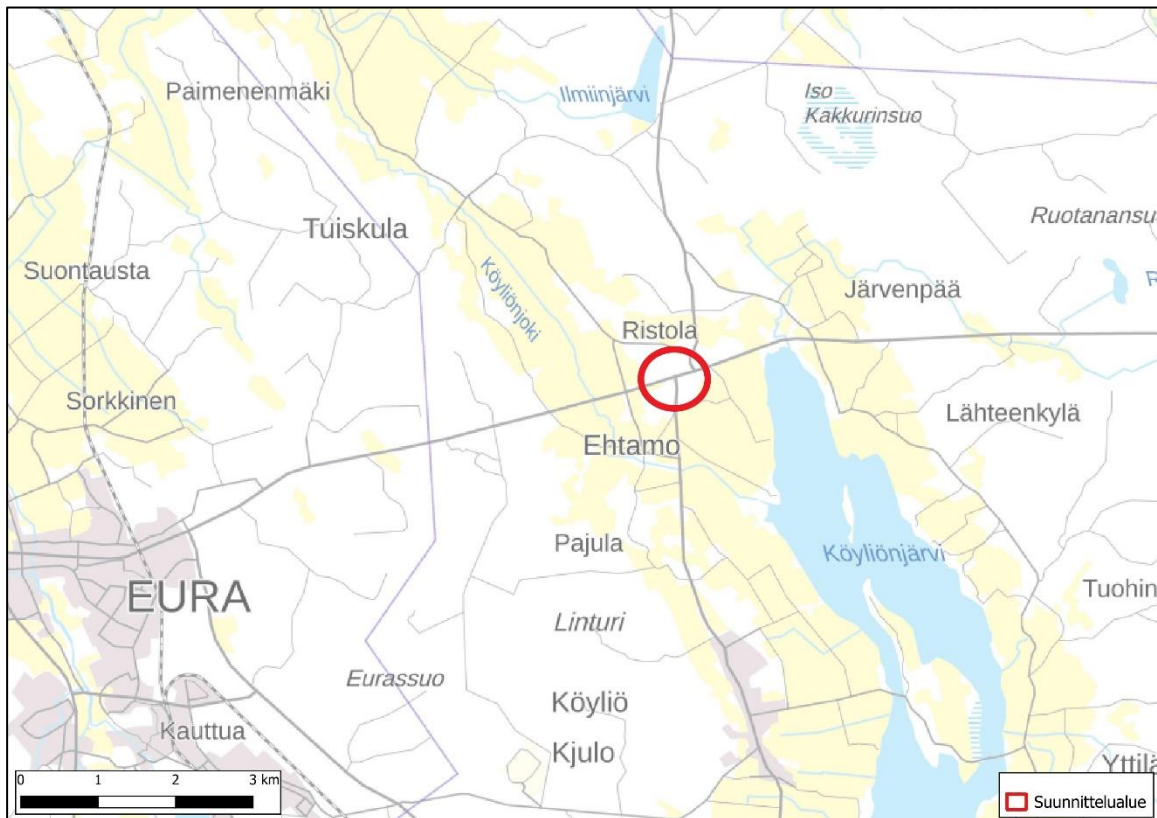 Paimenenmäki
Ilmiinjärvi
Iso
Kakkurinsuo
Tuiskula
Ruotanansu
Suontausta
Köyliönjoki
Järvenpää
R
Ristola
Sorkkinen
Lähteenkylä
Ehtamo
Pajula
Köyliönjärvi
EURA
Tuohin
Linturi
Eurassuo
Köyliö
Kauttua
Kjulo
Yttilä
0 1 2 3 km
Suunnittelualue